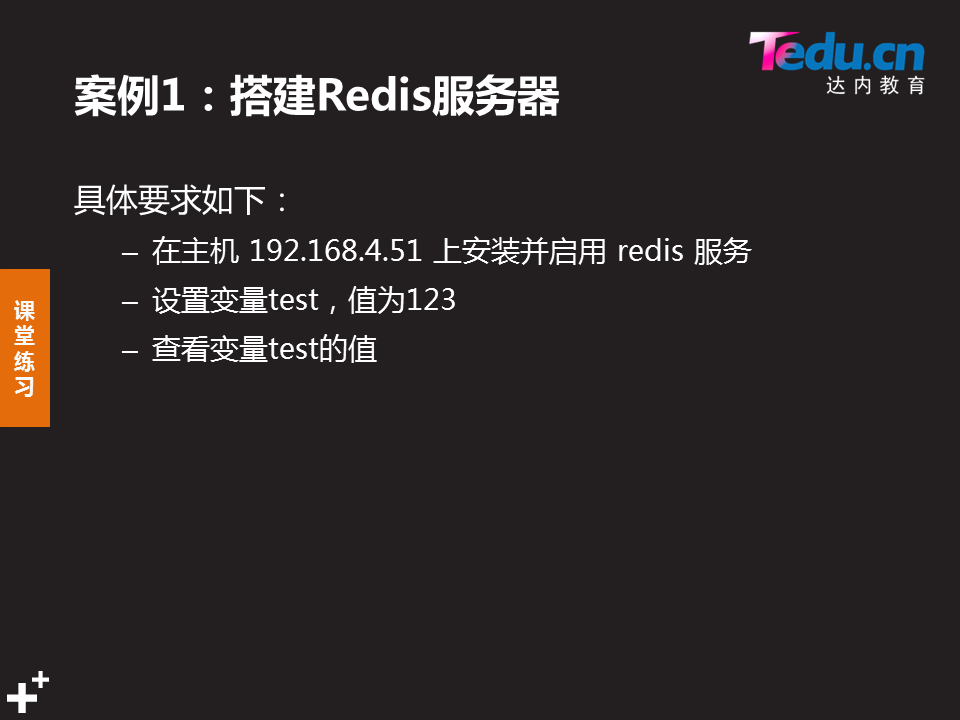 Tedu.cn
达内教育
案例1：搭建Redis服务器
具体要求如下：
– 在主机 192.168.4.51 上安装并启用 redis 服务
– 设置变量test，值为123
– 查看变量test的值
课堂练习